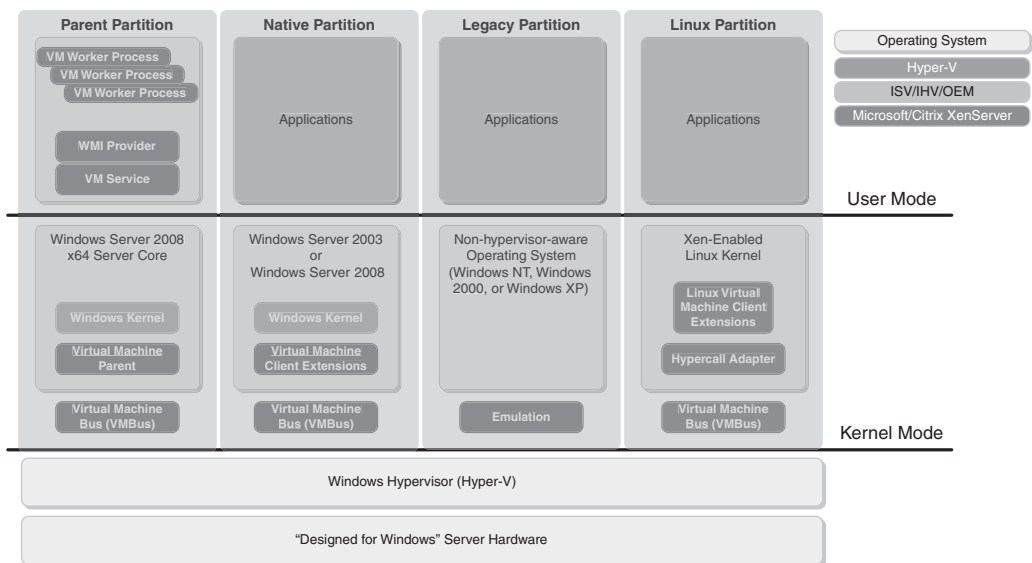 Parent Partition
VM Worker Process
VM Worker Process
VM Worker Process
WMI Provider
VM Service
Windows Server 2008
x64 Server Core
Windows Kernel
Virtual Machine
Parent
Virtual Machine
Bus (VMBus)
Native Partition
Applications
Windows Server 2003
or
Windows Server 2008
Windows Kernel
Virtual Machine
Client Extensions
Virtual Machine
Bus (VMBus)
Legacy Partition
Applications
Non-hypervisor-aware
Operating System
(Windows NT, Windows
2000, or Windows XP)
Emulation
Linux Partition
Applications
Xen-Enabled
Linux Kernel
Linux Virtual
Machine Client
Extensions
Hypercall Adapter
Virtual Machine
Bus (VMBus)
Operating System
Hyper-V
ISV/IHV/OEM
Microsoft/Citrix XenServer
User Mode
Kernel Mode
Windows Hypervisor (Hyper-V)
“Designed for Windows” Server Hardware